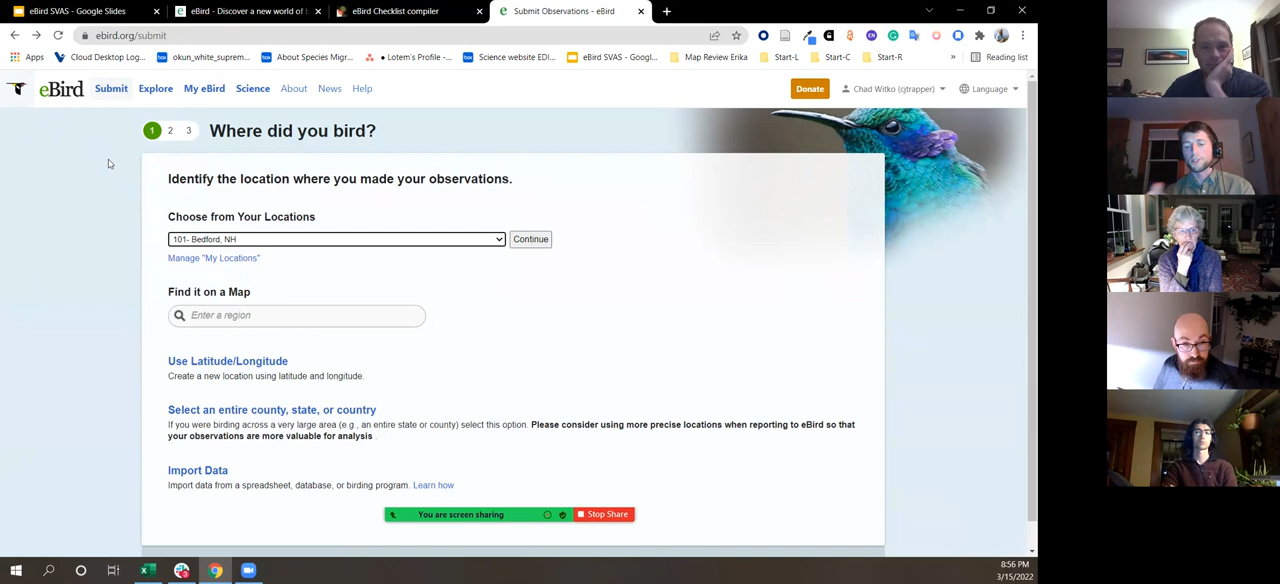 eBird SVAS - Google Slides
eBird - Discover a new world of
eBird Checklist compiler
Submit Observations - eBird
ebird.org/submit
Apps
Cloud Desktop Log...
okun_white_suprem...
About Species Migr...
Lotem's Profile -...
Science website EDI...
eBird SVAS - Googl...
Map Review Erika
Start-L
Start-C
Start-R
»
Reading list
eBird
Submit
Explore
My eBird
Science
About
News
Help
Donate
Chad Witko (cjtrapper)
Language
1 2 3
Where did you bird?
Identify the location where you made your observations.
Choose from Your Locations
101- Bedford, NH
Continue
Manage "My Locations"
Find it on a Map
Enter a region
Use Latitude/Longitude
Create a new location using latitude and longitude.
Select an entire county, state, or country
If you were birding across a very large area (e.g., an entire state or county) select this option. Please consider using more precise locations when reporting to eBird so that
your observations are more valuable for analysis .
Import Data
Import data from a spreadsheet, database, or birding program. Learn how
You are screen sharing
Stop Share
8:56 PM
3/15/2022